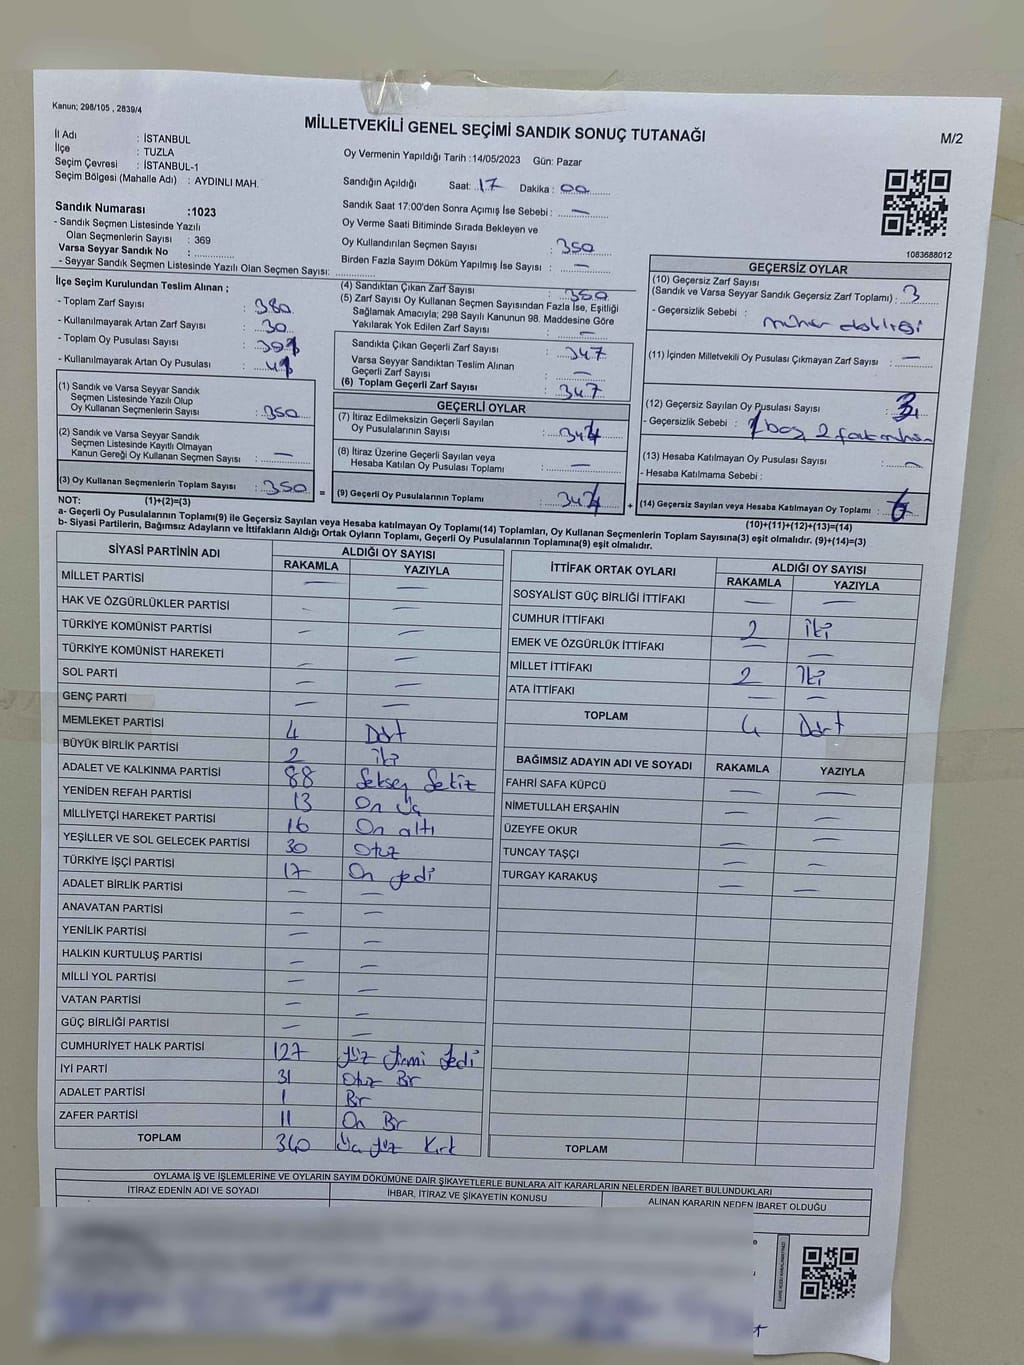 Kanun; 298/105 , 2839/4
MİLLETVEKİLİ GENEL SEÇİMİ SANDIK SONUÇ TUTANAĞI
M/2
İl Adı : İSTANBUL
İlçe : TUZLA
Seçim Çevresi : İSTANBUL-1
Seçim Bölgesi (Mahalle Adı) : AYDINLI MAH.
Oy Vermenin Yapıldığı Tarih :14/05/2023 Gün: Pazar
Sandığın Açıldığı Saat: 17 Dakika : 00
Sandık Saat 17:00'den Sonra Açımış İse Sebebi : —
Oy Verme Saati Bitiminde Sırada Bekleyen ve
Oy Kullandırılan Seçmen Sayısı : 350
Birden Fazla Sayım Döküm Yapılmış İse Sayısı : —
Sandık Numarası :1023
- Sandık Seçmen Listesinde Yazılı
Olan Seçmenlerin Sayısı : 369
Varsa Seyyar Sandık No :
- Seyyar Sandık Seçmen Listesinde Yazılı Olan Seçmen Sayısı:
1083688012
İlçe Seçim Kurulundan Teslim Alınan ;
- Toplam Zarf Sayısı : 380
- Kullanılmayarak Artan Zarf Sayısı : 30
- Toplam Oy Pusulası Sayısı :
- Kullanılmayarak Artan Oy Pusulası :
(1) Sandık ve Varsa Seyyar Sandık
Seçmen Listesinde Yazılı Olup
Oy Kullanan Seçmenlerin Sayısı : 350
(2) Sandık ve Varsa Seyyar Sandık
Seçmen Listesinde Kayıtlı Olmayan
Kanun Gereği Oy Kullanan Seçmen Sayısı : —
(3) Oy Kullanan Seçmenlerin Toplam Sayısı : 350
(4) Sandıktan Çıkan Zarf Sayısı : 350
(5) Zarf Sayısı Oy Kullanan Seçmen Sayısından Fazla İse, Eşitliği
Sağlamak Amacıyla; 298 Sayılı Kanunun 98. Maddesine Göre
Yakılarak Yok Edilen Zarf Sayısı : —
Sandıkta Çıkan Geçerli Zarf Sayısı : 347
Varsa Seyyar Sandıktan Teslim Alınan
Geçerli Zarf Sayısı : —
(6) Toplam Geçerli Zarf Sayısı : 347
GEÇERLİ OYLAR
(7) İtiraz Edilmeksizin Geçerli Sayılan
Oy Pusulalarının Sayısı : 344
(8) İtiraz Üzerine Geçerli Sayılan veya
Hesaba Katılan Oy Pusulası Toplamı : —
= (9) Geçerli Oy Pusulalarının Toplamı : 344 +
GEÇERSİZ OYLAR
(10) Geçersiz Zarf Sayısı
(Sandık ve Varsa Seyyar Sandık Geçersiz Zarf Toplamı) : 3
- Geçersizlik Sebebi : mühür
(11) İçinden Milletvekili Oy Pusulası Çıkmayan Zarf Sayısı : —
(12) Geçersiz Sayılan Oy Pusulası Sayısı : 3
- Geçersizlik Sebebi : 1 boş 2
(13) Hesaba Katılmayan Oy Pusulası Sayısı : —
- Hesaba Katılmama Sebebi :
(14) Geçersiz Sayılan veya Hesaba Katılmayan Oy Toplamı : 6
NOT: (1)+(2)=(3)
(10)+(11)+(12)+(13)=(14)
a- Geçerli Oy Pusulalarının Toplamı(9) ile Geçersiz Sayılan veya Hesaba katılmayan Oy Toplamı(14) Toplamları, Oy Kullanan Seçmenlerin Toplam Sayısına(3) eşit olmalıdır. (9)+(14)=(3)
b- Siyasi Partilerin, Bağımsız Adayların ve İttifakların Aldığı Ortak Oyların Toplamı, Geçerli Oy Pusulalarının Toplamına(9) eşit olmalıdır.
SİYASİ PARTİNİN ADI ALDIĞI OY SAYISI
RAKAMLA YAZIYLA
MİLLET PARTİSİ — —
HAK VE ÖZGÜRLÜKLER PARTİSİ — —
TÜRKİYE KOMÜNİST PARTİSİ — —
TÜRKİYE KOMÜNİST HAREKETİ — —
SOL PARTİ — —
GENÇ PARTİ — —
MEMLEKET PARTİSİ 4 Dört
BÜYÜK BİRLİK PARTİSİ 2 iki
ADALET VE KALKINMA PARTİSİ 88 Seksen Sekiz
YENİDEN REFAH PARTİSİ 13 On Üç
MİLLİYETÇİ HAREKET PARTİSİ 16 On altı
YEŞİLLER VE SOL GELECEK PARTİSİ 30 Otuz
TÜRKİYE İŞÇİ PARTİSİ 17 On yedi
ADALET BİRLİK PARTİSİ — —
ANAVATAN PARTİSİ — —
YENİLİK PARTİSİ — —
HALKIN KURTULUŞ PARTİSİ — —
MİLLİ YOL PARTİSİ — —
VATAN PARTİSİ — —
GÜÇ BİRLİĞİ PARTİSİ — —
CUMHURİYET HALK PARTİSİ 127 Yüz Yirmi Yedi
İYİ PARTİ 31 Otuz Bir
ADALET PARTİSİ 1 Bir
ZAFER PARTİSİ 11 On Bir
TOPLAM 340 Üç Yüz Kırk
İTTİFAK ORTAK OYLARI ALDIĞI OY SAYISI
RAKAMLA YAZIYLA
SOSYALİST GÜÇ BİRLİĞİ İTTİFAKI — —
CUMHUR İTTİFAKI 2 iki
EMEK VE ÖZGÜRLÜK İTTİFAKI — —
MİLLET İTTİFAKI 2 İki
ATA İTTİFAKI — —
TOPLAM 4 Dört
BAĞIMSIZ ADAYIN ADI VE SOYADI RAKAMLA YAZIYLA
FAHRİ SAFA KÜPCÜ — —
NİMETULLAH ERŞAHİN — —
ÜZEYFE OKUR — —
TUNCAY TAŞÇI — —
TURGAY KARAKUŞ — —
TOPLAM
OYLAMA İŞ VE İŞLEMLERİNE VE OYLARIN SAYIM DÖKÜMÜNE DAİR ŞİKAYETLERLE BUNLARA AİT KARARLARIN NELERDEN İBARET BULUNDUKLARI
İTİRAZ EDENİN ADI VE SOYADI İHBAR, İTİRAZ VE ŞİKAYETİN KONUSU ALINAN KARARIN NEDEN İBARET OLDUĞU